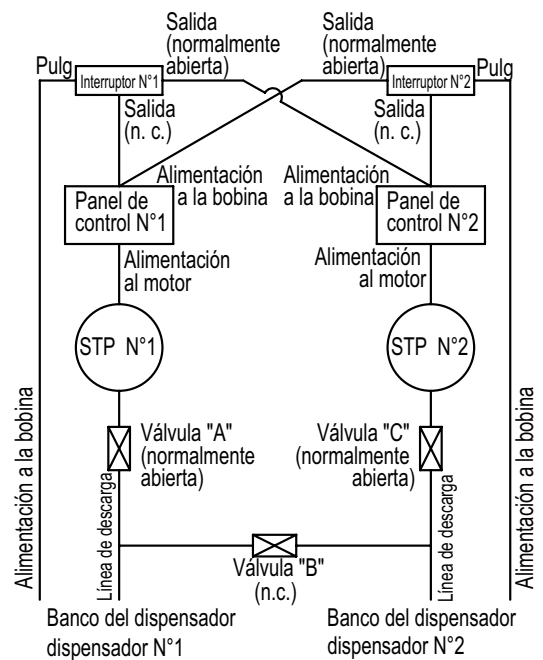 Salida
(normalmente
abierta)
Salida
(normalmente
abierta)
Pulg
Interruptor N°1
Interruptor N°2
Pulg
Salida
(n. c.)
Salida
(n. c.)
Alimentación
a la bobina
Alimentación
a la bobina
Panel de
control N°1
Panel de
control N°2
Alimentación
al motor
Alimentación
al motor
STP N°1
STP N°2
Válvula "A"
(normalmente
abierta)
Válvula "C"
(normalmente
abierta)
Alimentación a la bobina
Línea de descarga
Válvula "B"
(n.c.)
Línea de descarga
Alimentación a la bobina
Banco del dispensador
dispensador N°1
Banco del dispensador
dispensador N°2